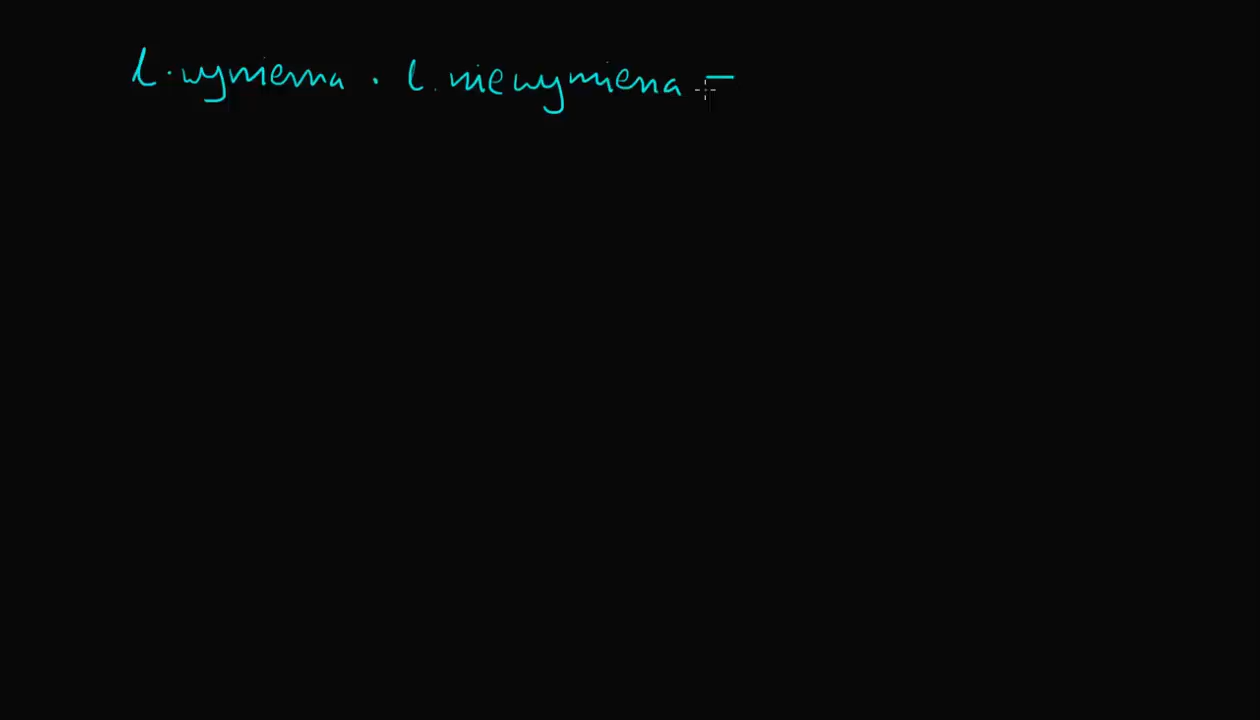 l. wymierna · l. niewymierna =